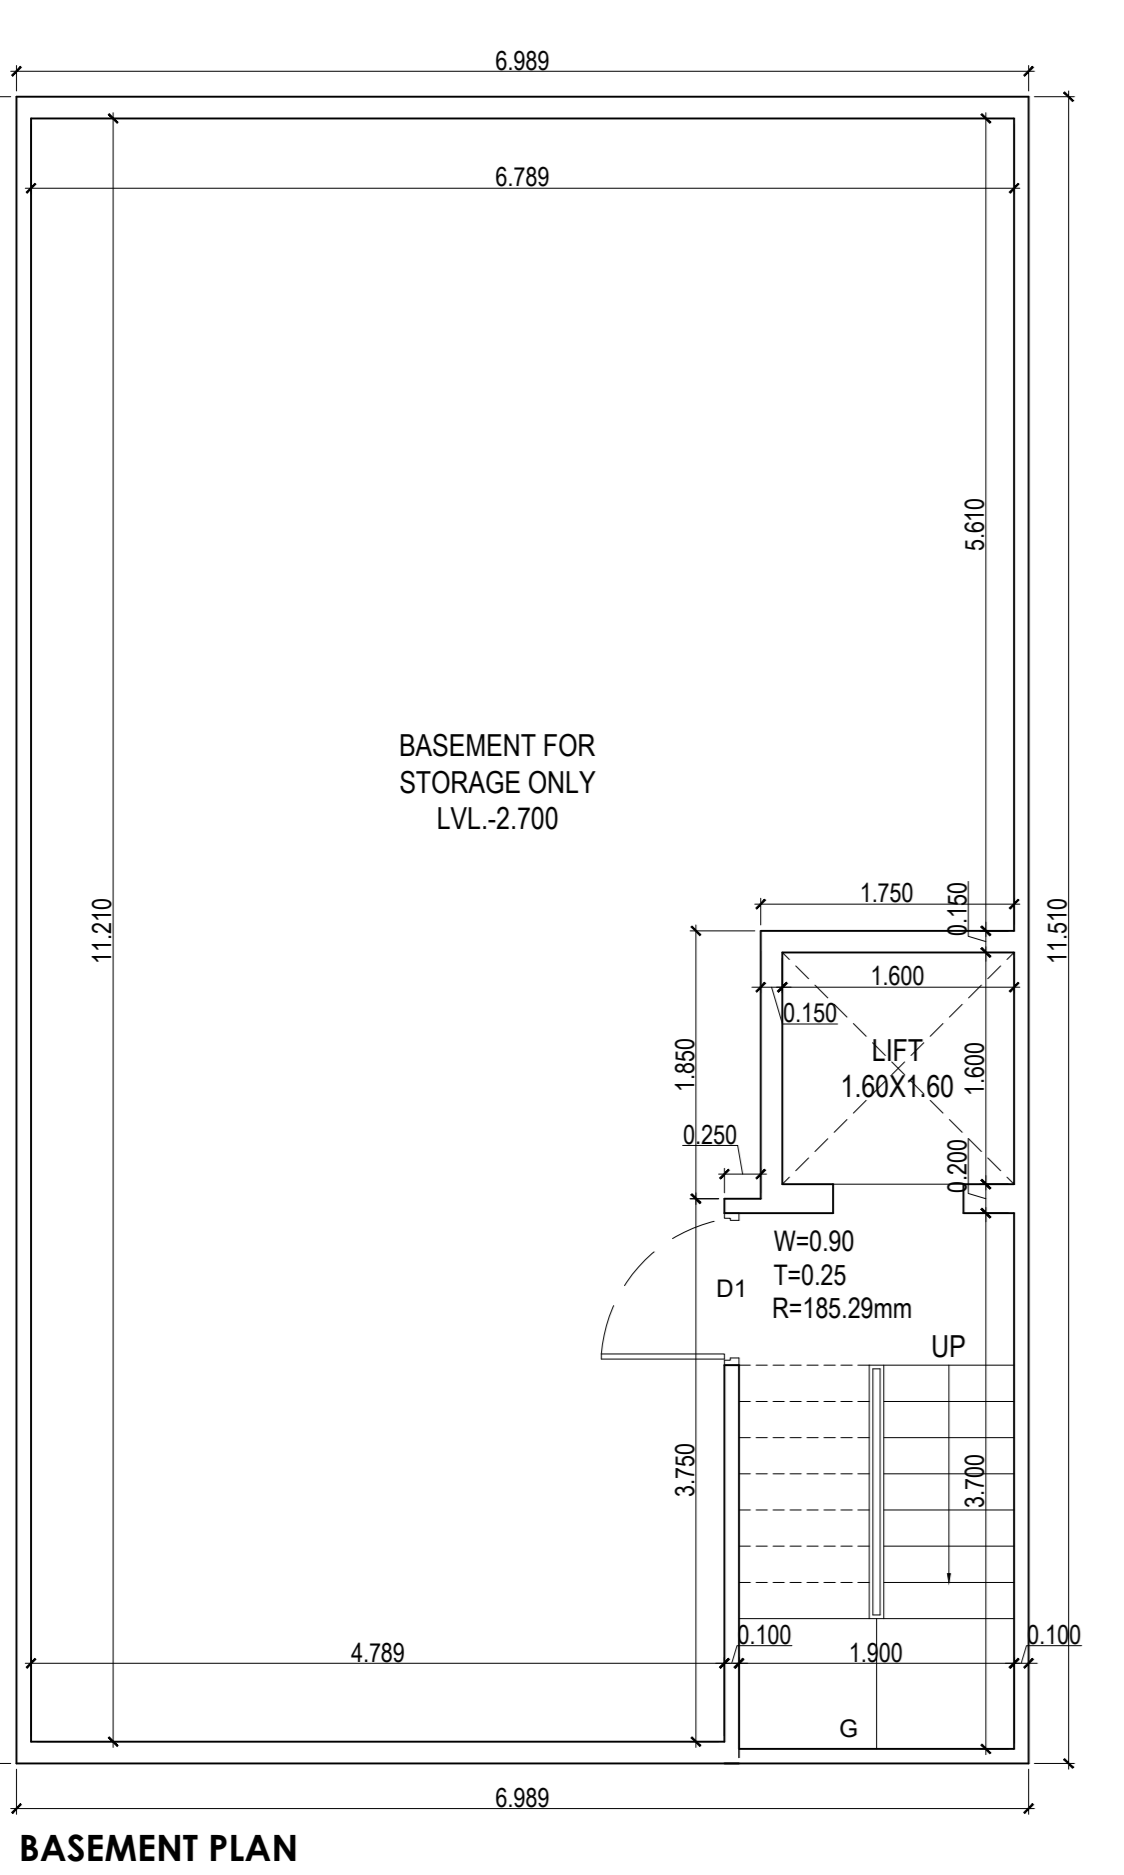 6.989
6.789
5.610
BASEMENT FOR
STORAGE ONLY
LVL.-2.700
11.210
11.510
1.750
0.150
1.600
0.150
LIFT
1.60X1.60
1.600
1.850
0.250
0.200
W=0.90
T=0.25
R=185.29mm
D1
UP
3.750
3.700
4.789
0.100
1.900
0.100
G
6.989
BASEMENT PLAN